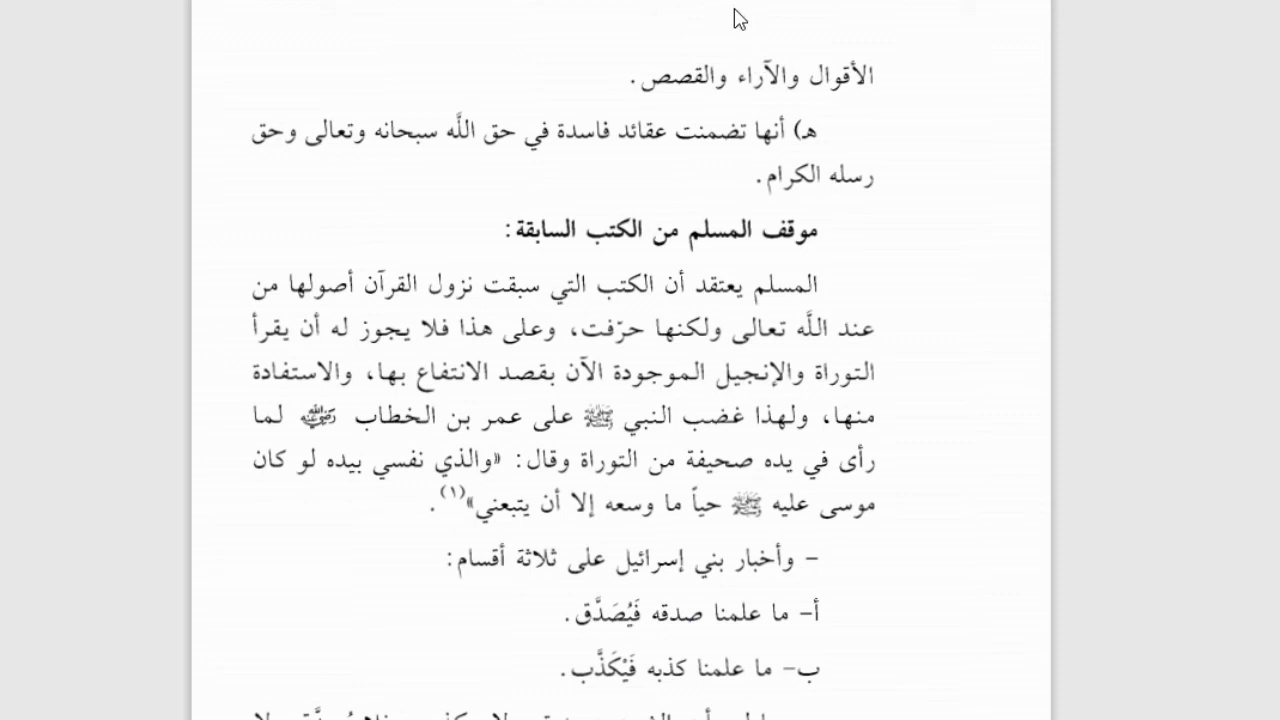 الأقوال والآراء والقصص.
هـ) أنها تضمنت عقائد فاسدة في حق اللَّه سبحانه وتعالى وحق
رسله الكرام.
موقف المسلم من الكتب السابقة:
المسلم يعتقد أن الكتب التي سبقت نزول القرآن أصولها من
عند اللَّه تعالى ولكنها حرّفت، وعلى هذا فلا يجوز له أن يقرأ
التوراة والإنجيل الموجودة الآن بقصد الانتفاع بها، والاستفادة
منها، ولهذا غضب النبي ﷺ على عمر بن الخطاب رضي الله عنه لما
رأى في يده صحيفة من التوراة وقال: «والذي نفسي بيده لو كان
موسى عليه ﷺ حياً ما وسعه إلا أن يتبعني»(١).
– وأخبار بني إسرائيل على ثلاثة أقسام:
أ– ما علمنا صدقه فَيُصَدَّق.
ب– ما علمنا كذبه فَيُكَذَّب.